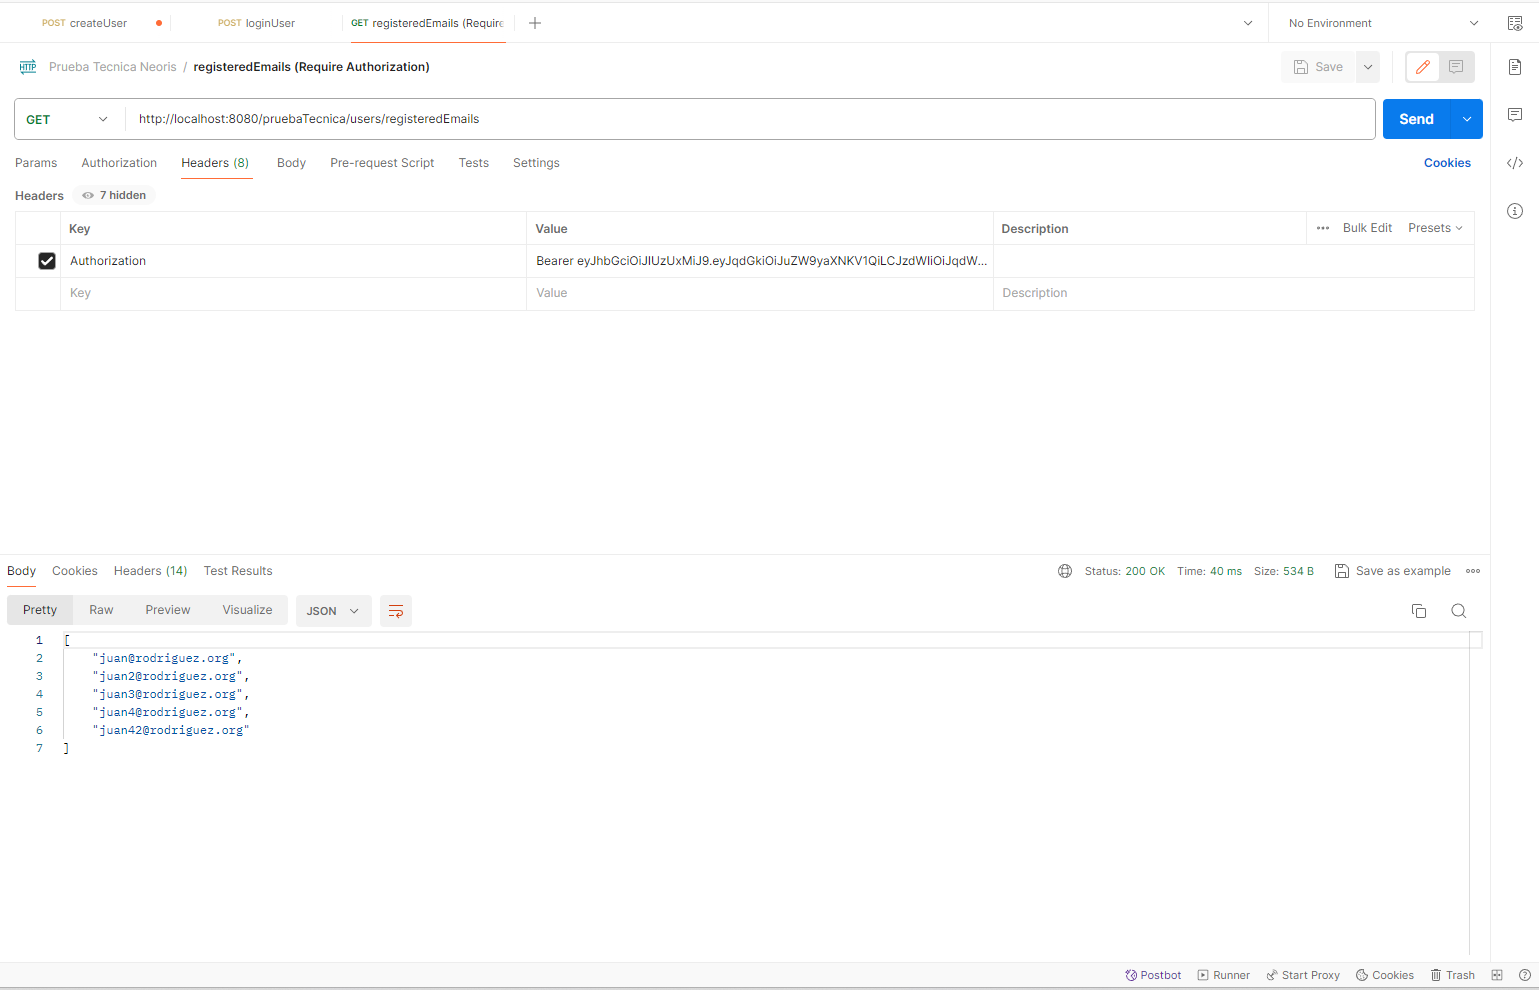 POST createUser
POST loginUser
GET registeredEmails (Require
No Environment
HTTP
Prueba Tecnica Neoris / registeredEmails (Require Authorization)
Save
GET
http://localhost:8080/pruebaTecnica/users/registeredEmails
Send
Params
Authorization
Headers (8)
Body
Pre-request Script
Tests
Settings
Cookies
Headers
7 hidden
Key
Value
Description
Bulk Edit
Presets
Authorization
Bearer eyJhbGciOiJIUzUxMiJ9.eyJqdGkiOiJuZW9yaXNKV1QiLCJzdWIiOiJqdW...
Key
Value
Description
Body
Cookies
Headers (14)
Test Results
Status: 200 OK
Time: 40 ms
Size: 534 B
Save as example
Pretty
Raw
Preview
Visualize
JSON
1 [
2 "juan@rodriguez.org",
3 "juan2@rodriguez.org",
4 "juan3@rodriguez.org",
5 "juan4@rodriguez.org",
6 "juan42@rodriguez.org"
7 ]
Postbot
Runner
Start Proxy
Cookies
Trash